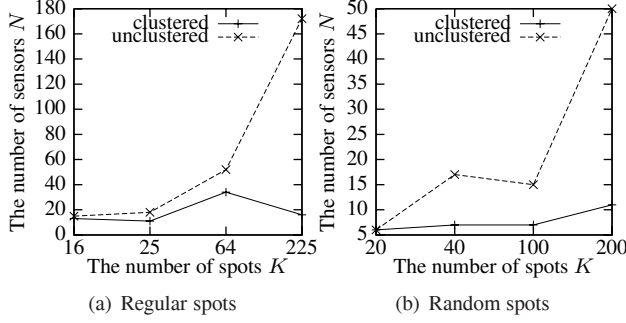 The number of sensors N
180
160
140
120
100
80
60
40
20
0
clustered
unclustered
16 25 64 225
The number of spots K
(a) Regular spots
The number of sensors N
50
45
40
35
30
25
20
15
10
5
clustered
unclustered
20 40 100 200
The number of spots K
(b) Random spots